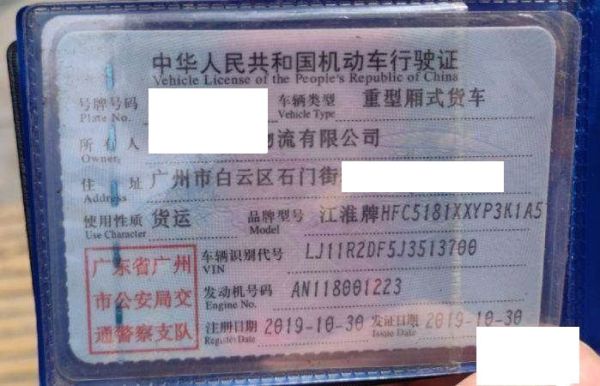 中华人民共和国机动车行驶证
Vehicle License of the People's Republic of China
号牌号码 车辆类型 重型厢式货车
Plate No. Vehicle Type
所有人 物流有限公司
Owner
住址 广州市白云区石门街
Address
使用性质 货运 品牌型号 江淮牌HFC5181XXYP3K1A5
Use Character Model
广东省广州
市公安局交
通警察支队
车辆识别代号 LJ11R2DF5J3513700
VIN
发动机号码 AN118001223
Engine No.
注册日期 2019-10-30 发证日期 2019-10-30
Register Date Issue Date